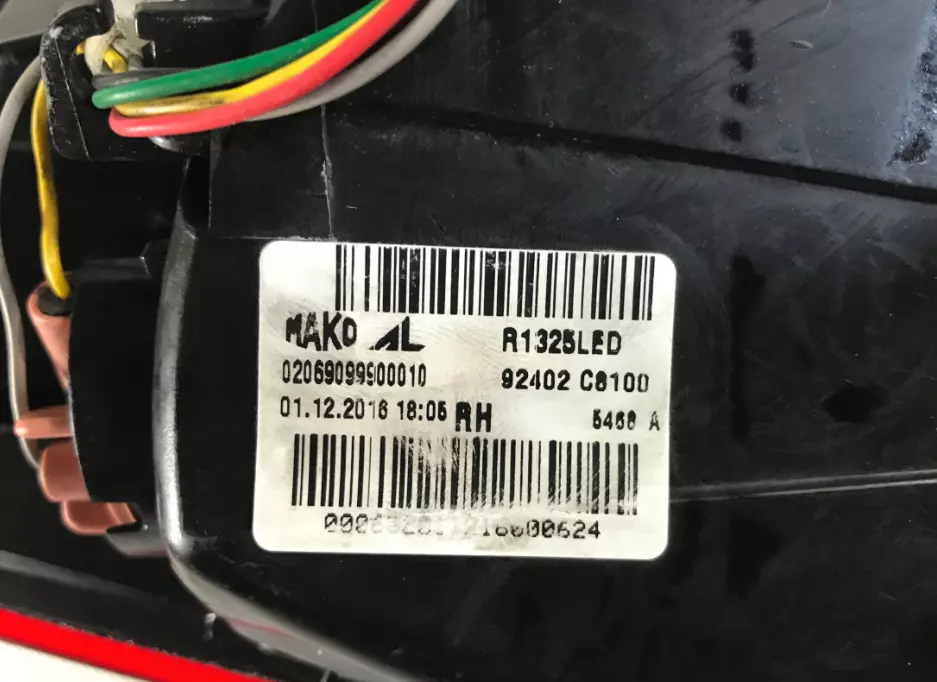 MAKO AL R1325LED
02069099900010 92402 C8100
01.12.2016 18:05 RH 5468 A